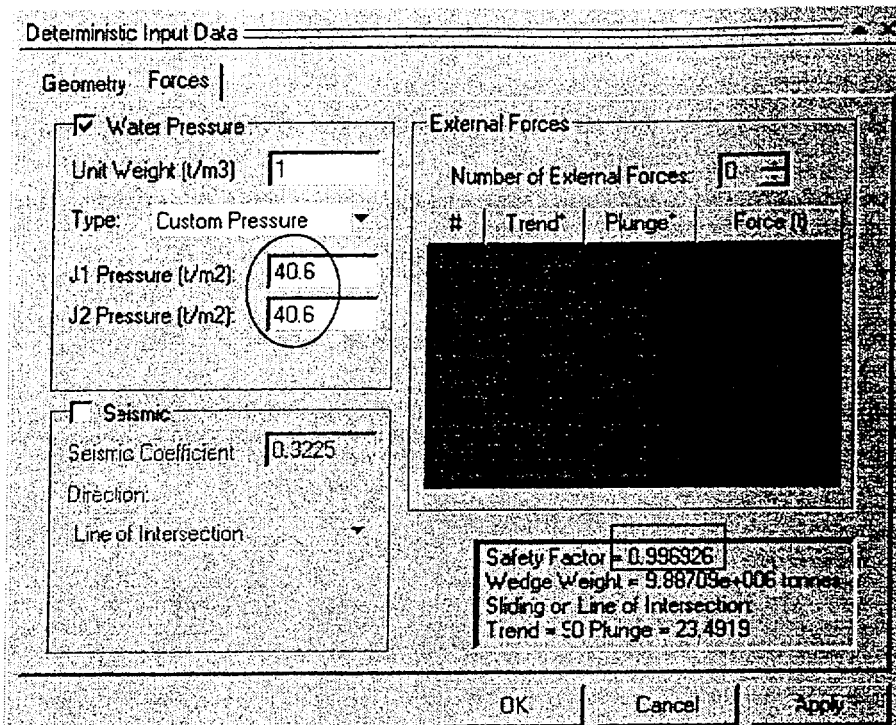 Deterministic Input Data
Geometry Forces
Water Pressure
Unit Weight (t/m3) 1
Type: Custom Pressure
J1 Pressure (t/m2): 40.6
J2 Pressure (t/m2): 40.6
Seismic
Seismic Coefficient 0.3225
Direction:
Line of Intersection
External Forces
Number of External Forces: 0
# Trend° Plunge° Force (t)
Safety Factor = 0.996926
Wedge Weight = 9.88709e+006 tonnes
Sliding on Line of Intersection:
Trend = 90 Plunge = 23.4919
OK Cancel Apply